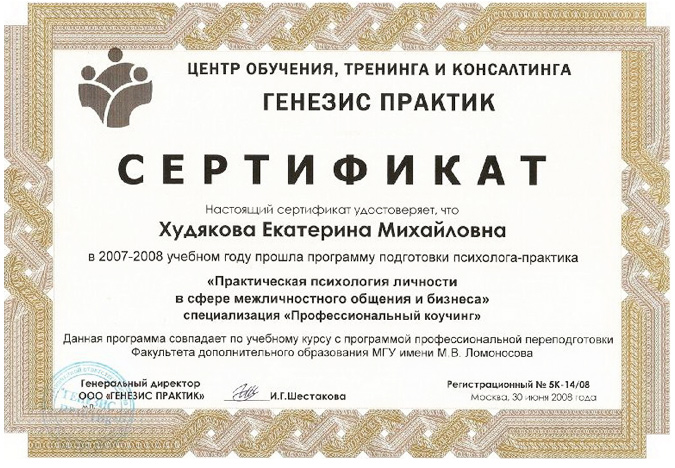 ЦЕНТР ОБУЧЕНИЯ, ТРЕНИНГА И КОНСАЛТИНГА
ГЕНЕЗИС ПРАКТИК
СЕРТИФИКАТ
Настоящий сертификат удостоверяет, что
Худякова Екатерина Михайловна
в 2007-2008 учебном году прошла программу подготовки психолога-практика
«Практическая психология личности
в сфере межличностного общения и бизнеса»
специализация «Профессиональный коучинг»
Данная программа совпадает по учебному курсу с программой профессиональной переподготовки
Факультета дополнительного образования МГУ имени М.В. Ломоносова
Генеральный директор
ООО «ГЕНЕЗИС ПРАКТИК»
И.Г.Шестакова
М.П.
Регистрационный № 5К-14/08
Москва, 30 июня 2008 года
ГЕНЕЗИС